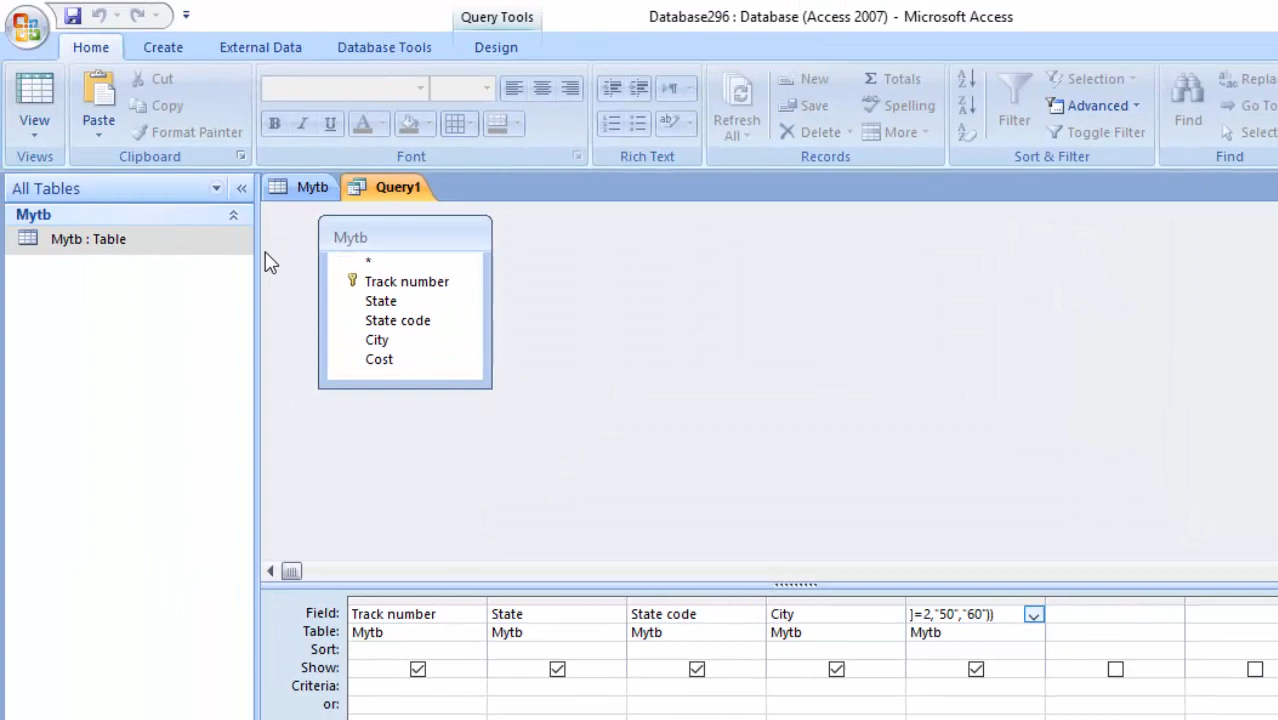 Query Tools
Database296 : Database (Access 2007) - Microsoft Access
Home Create External Data Database Tools Design
View
Views
Paste
Cut
Copy
Format Painter
Clipboard
B I U A
Font
Rich Text
Refresh
All
New
Save
Delete
Σ Totals
Spelling
More
Records
Filter
Selection
Advanced
Toggle Filter
Sort & Filter
Find
Repla
Go To
Select
Find
All Tables
Mytb
Mytb : Table
Mytb Query1
Mytb
*
Track number
State
State code
City
Cost
Field: Track number State State code City ]=2,"50","60"))
Table: Mytb Mytb Mytb Mytb Mytb
Sort:
Show:
Criteria:
or: